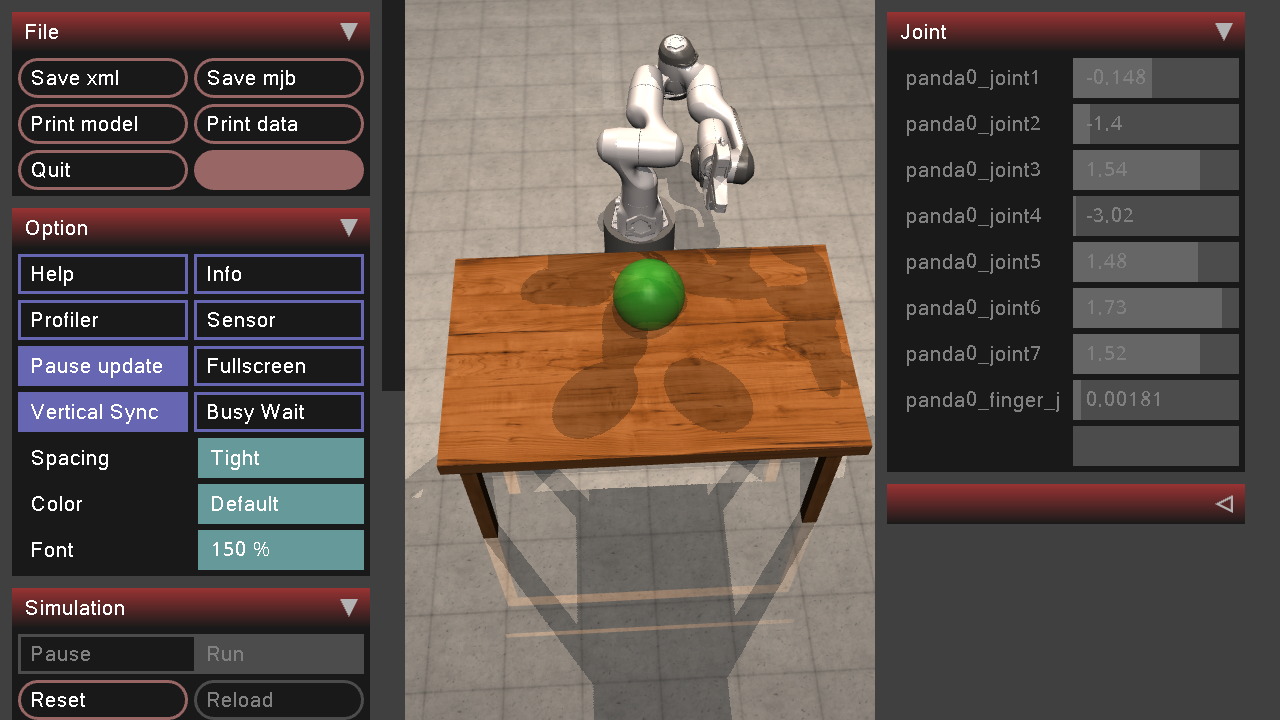 File
Save xml
Save mjb
Print model
Print data
Quit
Option
Help
Info
Profiler
Sensor
Pause update
Fullscreen
Vertical Sync
Busy Wait
Spacing
Tight
Color
Default
Font
150 %
Simulation
Pause
Run
Reset
Reload
Joint
panda0_joint1
-0.148
panda0_joint2
-1.4
panda0_joint3
1.54
panda0_joint4
-3.02
panda0_joint5
1.48
panda0_joint6
1.73
panda0_joint7
1.52
panda0_finger_j
0.00181